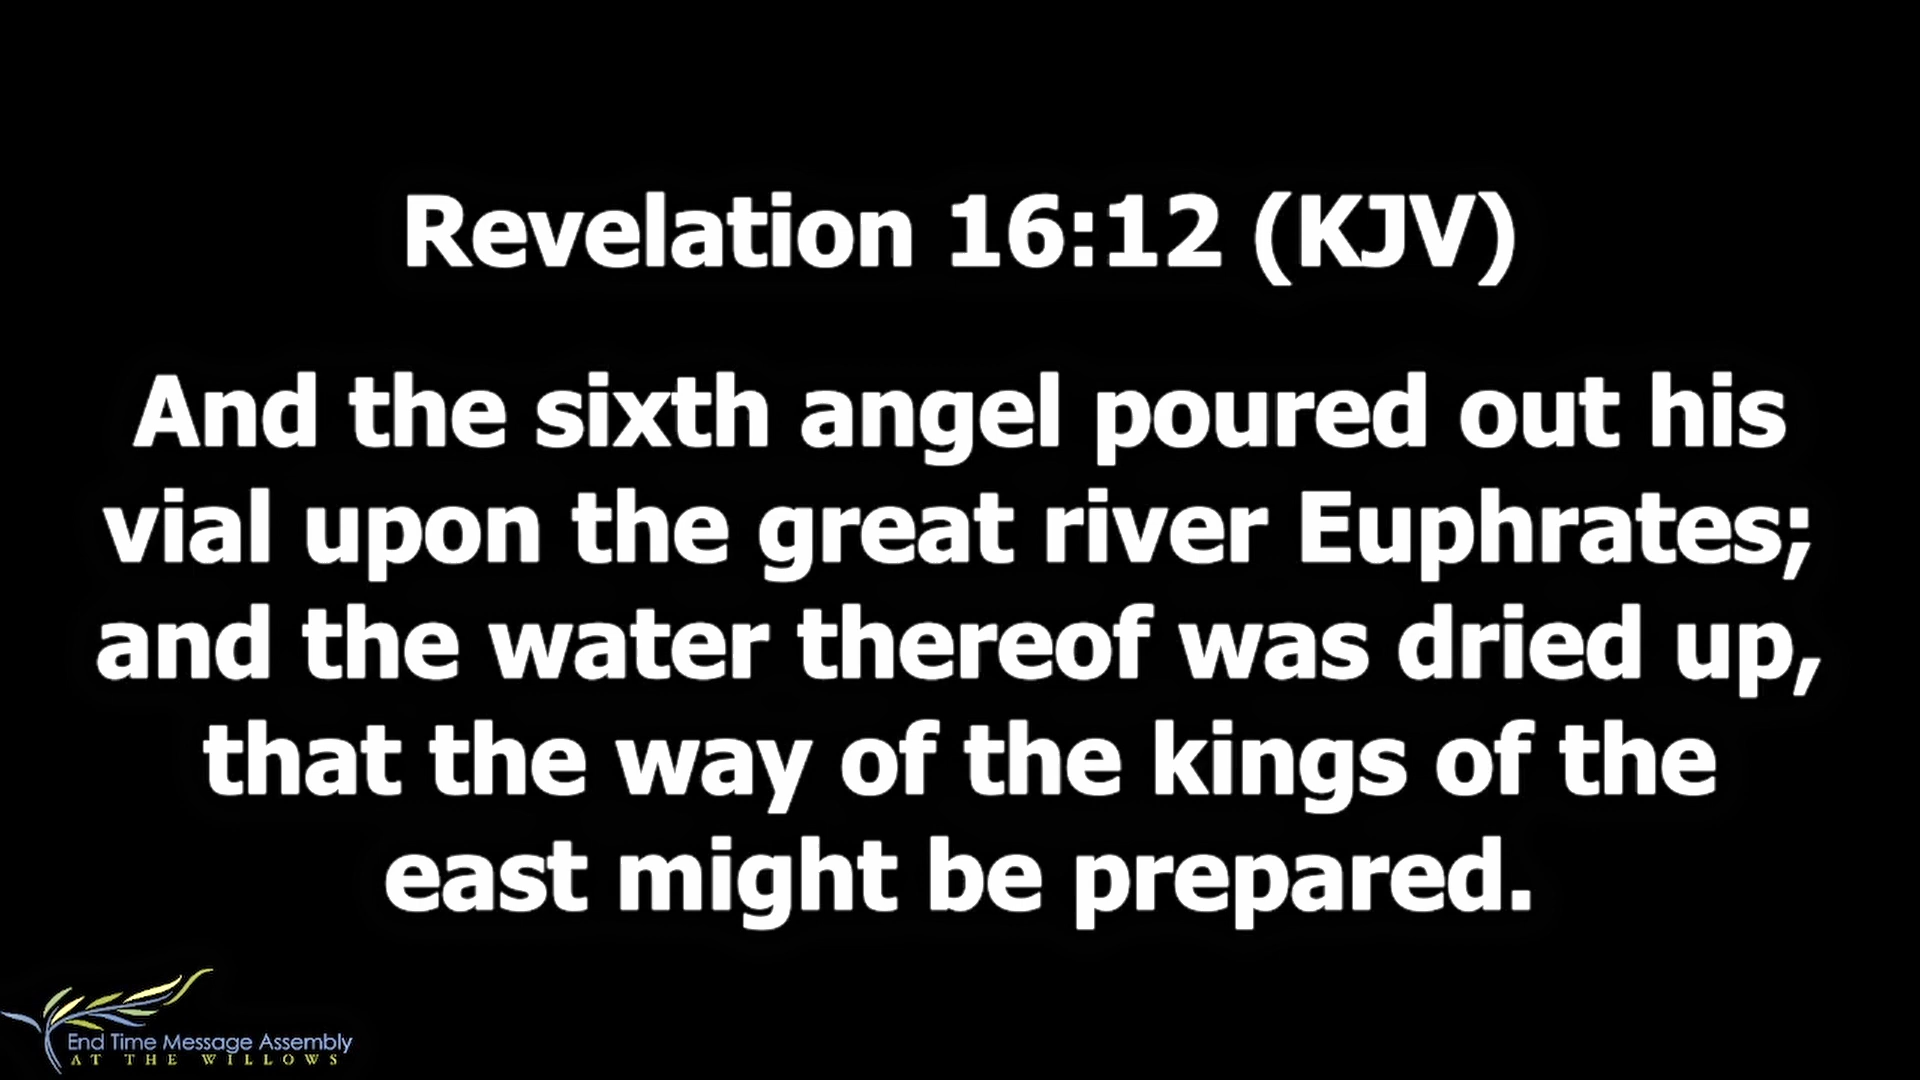 Revelation 16:12 (KJV)
And the sixth angel poured out his
vial upon the great river Euphrates;
and the water thereof was dried up,
that the way of the kings of the
east might be prepared.
End Time Message Assembly
AT THE WILLOWS